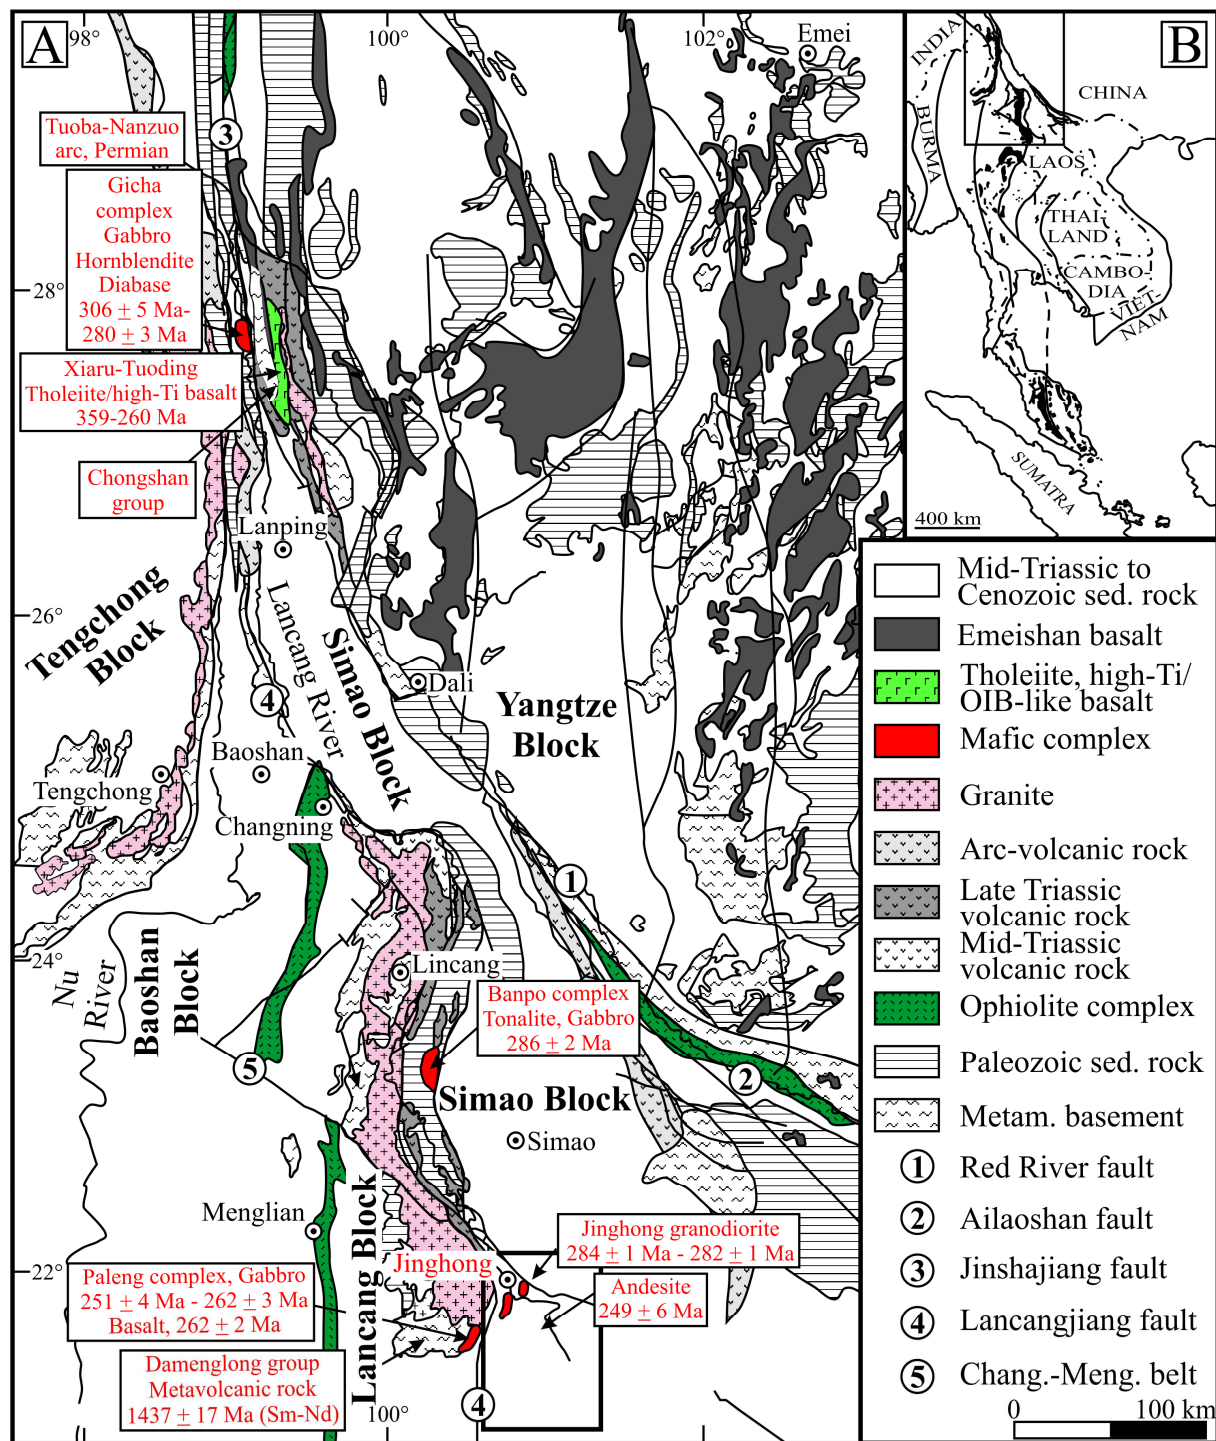 A
98°
100°
102°
Emei
B
INDIA
CHINA
BURMA
LAOS
THAI-
LAND
CAMBO-
DIA
VIET-
NAM
SUMATRA
400 km
3
Tuoba-Nanzuo
arc, Permian
Gicha
complex
Gabbro
Hornblendite
Diabase
306 ± 5 Ma-
280 ± 3 Ma
28°
Xiaru-Tuoding
Tholeiite/high-Ti basalt
359-260 Ma
Chongshan
group
Lanping
Tengchong
Block
26°
Lancang River
Simao Block
Dali
4
Yangtze
Block
Baoshan
Tengchong
Changning
1
24°
Nu
River
Baoshan
Block
Lincang
Banpo complex
Tonalite, Gabbro
286 ± 2 Ma
5
2
Simao Block
Simao
Menglian
Lancang Block
22°
Jinghong
Jinghong granodiorite
284 ± 1 Ma - 282 ± 1 Ma
Andesite
249 ± 6 Ma
Paleng complex, Gabbro
251 ± 4 Ma - 262 ± 3 Ma
Basalt, 262 ± 2 Ma
Damenglong group
Metavolcanic rock
1437 ± 17 Ma (Sm-Nd)
100°
4
Mid-Triassic to
Cenozoic sed. rock
Emeishan basalt
Tholeiite, high-Ti/
OIB-like basalt
Mafic complex
Granite
Arc-volcanic rock
Late Triassic
volcanic rock
Mid-Triassic
volcanic rock
Ophiolite complex
Paleozoic sed. rock
Metam. basement
1 Red River fault
2 Ailaoshan fault
3 Jinshajiang fault
4 Lancangjiang fault
5 Chang.-Meng. belt
0 100 km